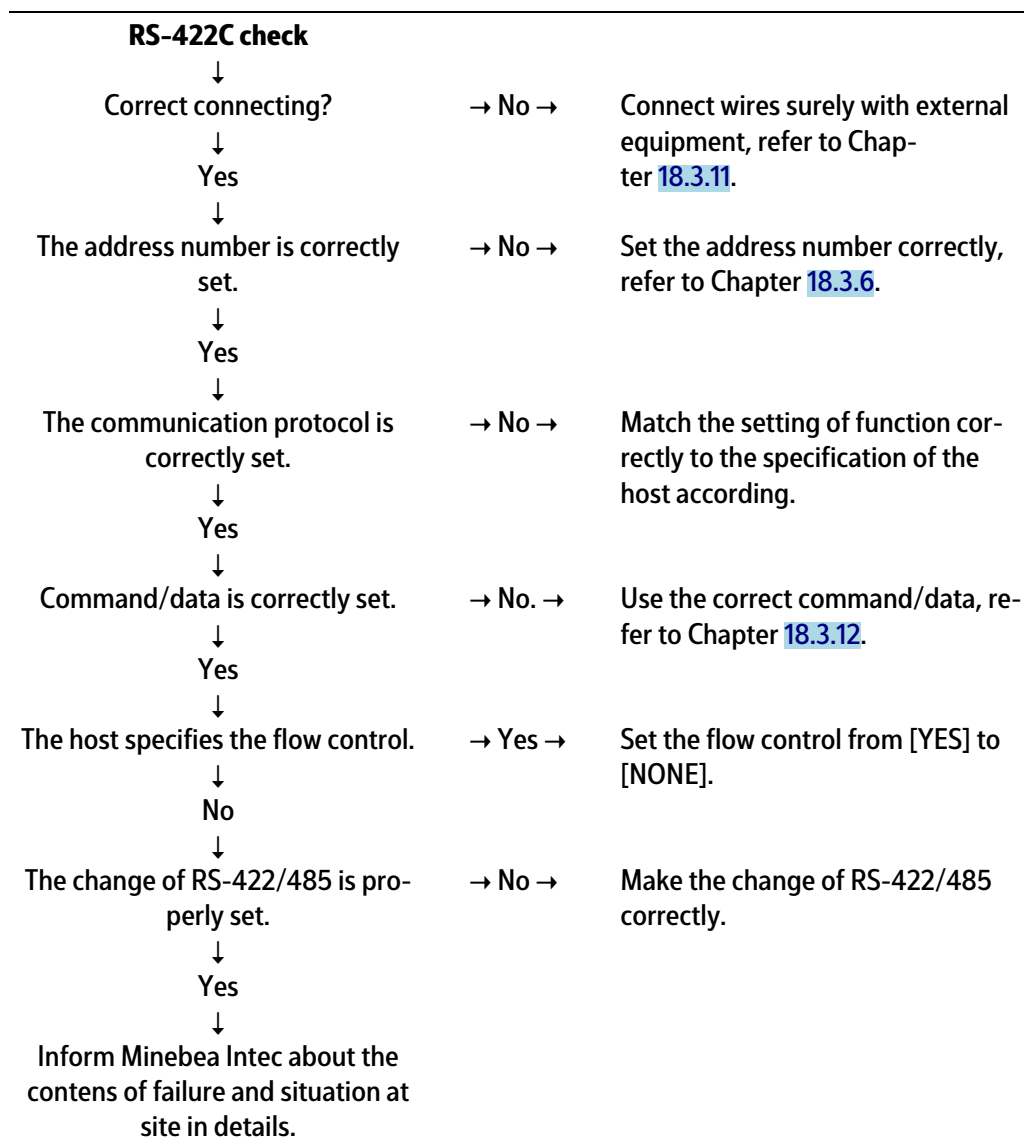 RS-422C check
↓
Correct connecting? → No → Connect wires surely with external
equipment, refer to Chap-
ter 18.3.11.
↓
Yes
↓
The address number is correctly → No → Set the address number correctly,
set. refer to Chapter 18.3.6.
↓
Yes
↓
The communication protocol is → No → Match the setting of function cor-
correctly set. rectly to the specification of the
host according.
↓
Yes
↓
Command/data is correctly set. → No. → Use the correct command/data, re-
fer to Chapter 18.3.12.
↓
Yes
↓
The host specifies the flow control. → Yes → Set the flow control from [YES] to
[NONE].
↓
No
↓
The change of RS-422/485 is pro- → No → Make the change of RS-422/485
perly set. correctly.
↓
Yes
↓
Inform Minebea Intec about the
contens of failure and situation at
site in details.